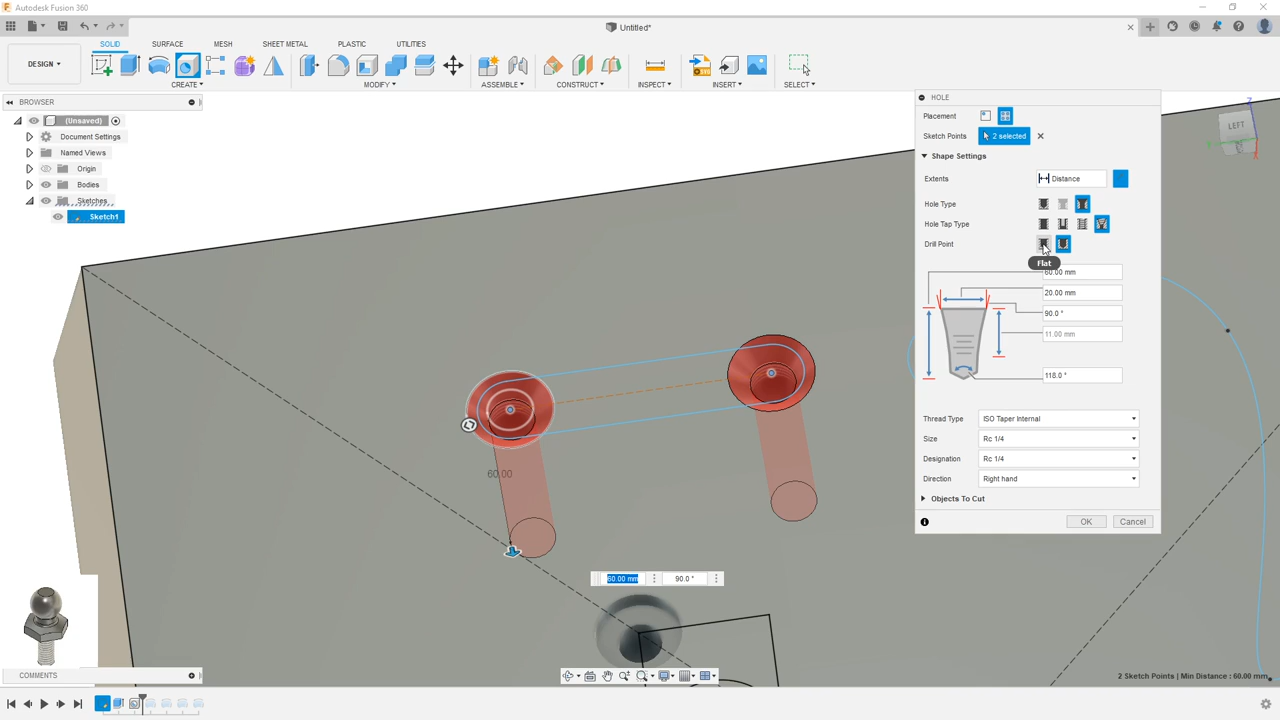 Autodesk Fusion 360
Untitled*
DESIGN
SOLID
SURFACE
MESH
SHEET METAL
PLASTIC
UTILITIES
CREATE
MODIFY
ASSEMBLE
CONSTRUCT
INSPECT
INSERT
SELECT
BROWSER
(Unsaved)
Document Settings
Named Views
Origin
Bodies
Sketches
Sketch1
LEFT
Z
HOLE
Placement
Sketch Points
2 selected
Shape Settings
Extents
Distance
Hole Type
Hole Tap Type
Drill Point
Flat
60.00 mm
20.00 mm
90.0 °
11.00 mm
118.0 °
Thread Type
ISO Taper Internal
Size
Rc 1/4
Designation
Rc 1/4
Direction
Right hand
Objects To Cut
OK
Cancel
60.00
60.00 mm
90.0 °
COMMENTS
2 Sketch Points | Min Distance : 60.00 mm